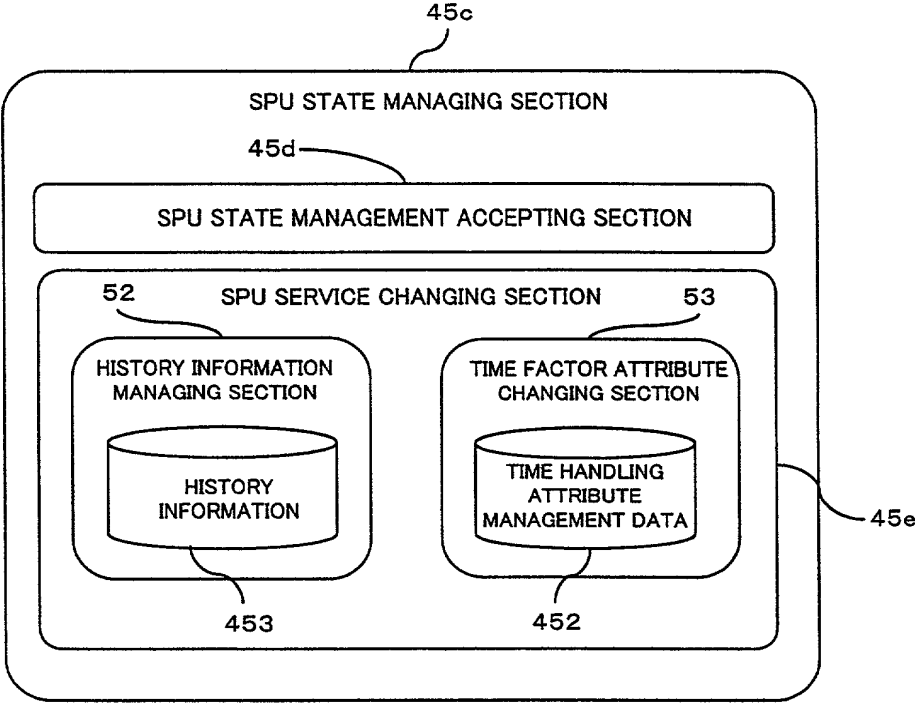 45c
SPU STATE MANAGING SECTION
45d
SPU STATE MANAGEMENT ACCEPTING SECTION
52
SPU SERVICE CHANGING SECTION
53
HISTORY INFORMATION
MANAGING SECTION
TIME FACTOR ATTRIBUTE
CHANGING SECTION
HISTORY
INFORMATION
TIME HANDLING
ATTRIBUTE
MANAGEMENT DATA
45e
453
452